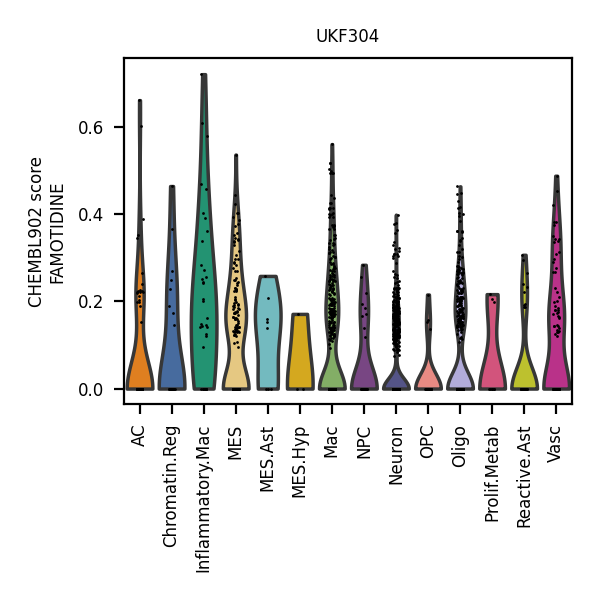 UKF304
CHEMBL902 score
FAMOTIDINE
0.6
0.4
0.2
0.0
AC
Chromatin.Reg
Inflammatory.Mac
MES
MES.Ast
MES.Hyp
Mac
NPC
Neuron
OPC
Oligo
Prolif.Metab
Reactive.Ast
Vasc